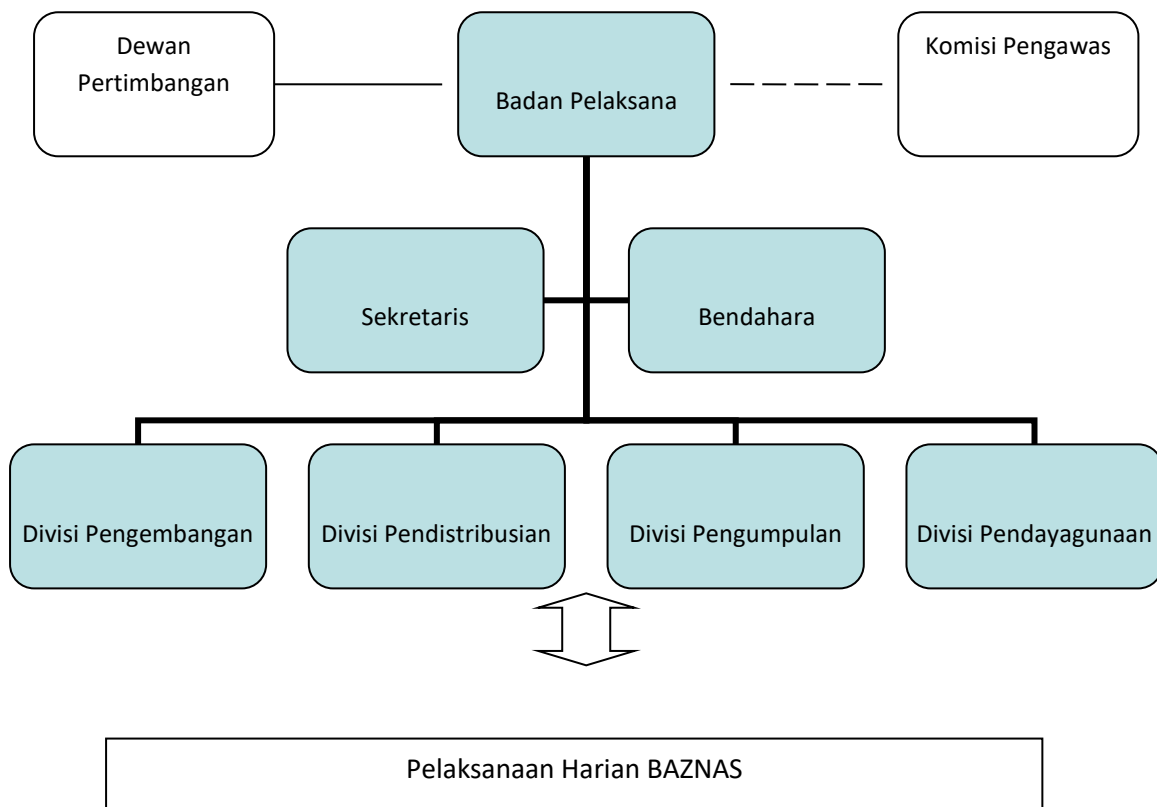 Dewan
Pertimbangan
Badan Pelaksana
Komisi Pengawas
Sekretaris
Bendahara
Divisi Pengembangan
Divisi Pendistribusian
Divisi Pengumpulan
Divisi Pendayagunaan
Pelaksanaan Harian BAZNAS